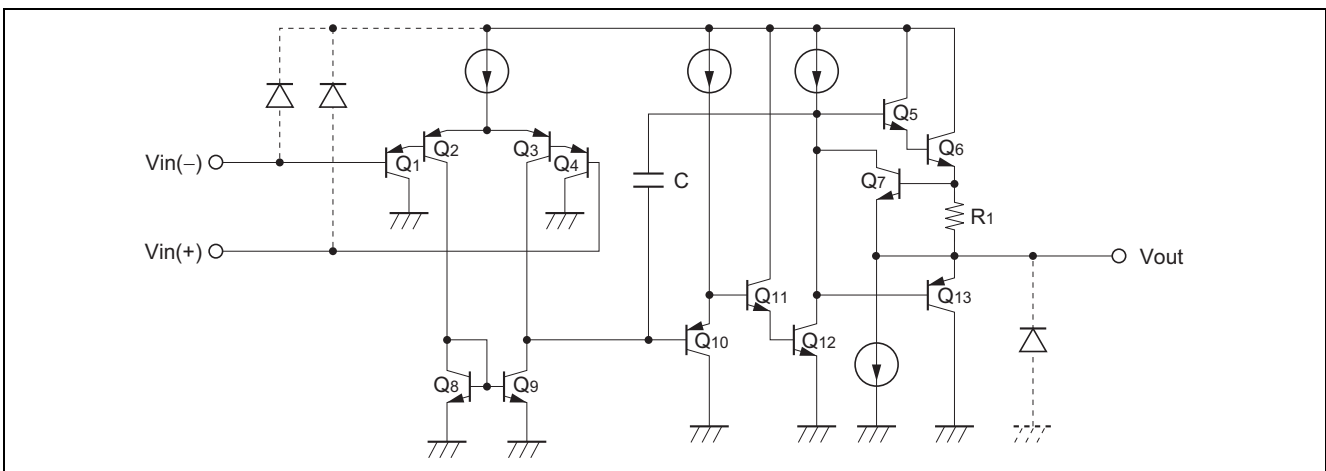 Q5
Q2
Q3
Q6
Vin(−)
Q1
Q4
C
Q7
R1
Vin(+)
Vout
Q11
Q13
Q10
Q12
Q8
Q9